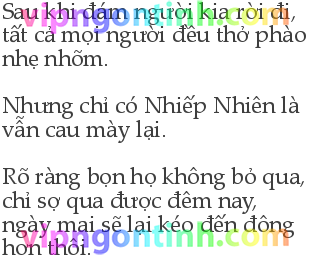 Sau khi đám người kia rời đi,
tất cả mọi người đều thở phào
nhẹ nhõm.
Nhưng chỉ có Nhiếp Nhiên là
vẫn cau mày lại.
Rõ ràng bọn họ không bỏ qua,
chỉ sợ qua được đêm nay,
ngày mai sẽ lại kéo đến đông
hơn thôi.
vipngontinh.com
vipngontinh.com